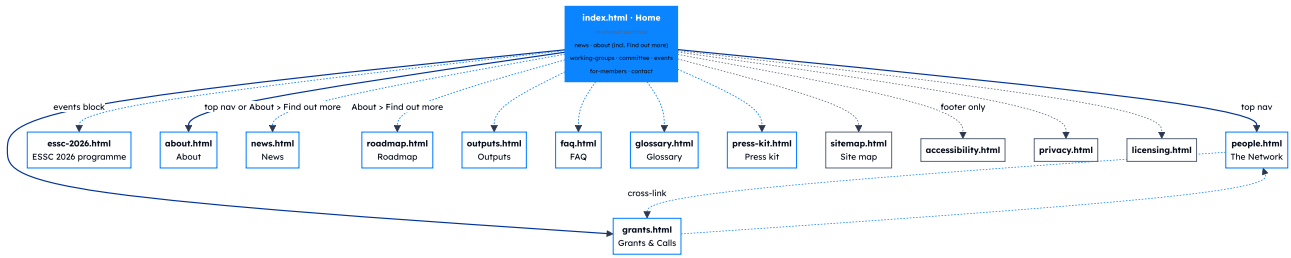 index.html · Home
news · about (incl. Find out more)
working-groups · committee · events
for-members · contact
events block
top nav or About > Find out more
About > Find out more
footer only
top nav
essc-2026.html
ESSC 2026 programme
about.html
About
news.html
News
roadmap.html
Roadmap
outputs.html
Outputs
faq.html
FAQ
glossary.html
Glossary
press-kit.html
Press kit
sitemap.html
Site map
accessibility.html
privacy.html
licensing.html
people.html
The Network
cross-link
grants.html
Grants & Calls